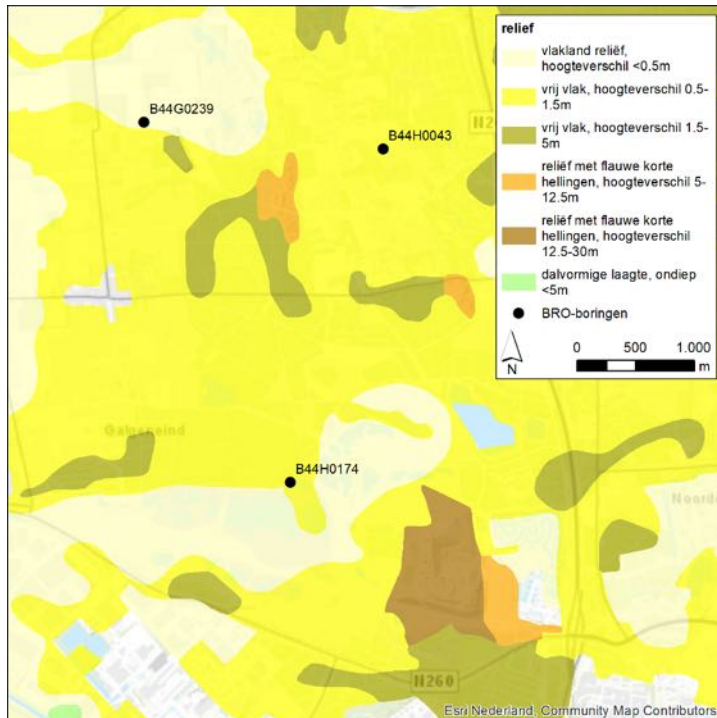 relief
vlakland reliëf,
hoogteverschil <0.5m
vrij vlak, hoogteverschil 0.5-
1.5m
vrij vlak, hoogteverschil 1.5-
5m
reliëf met flauwe korte
hellingen, hoogteverschil 5-
12.5m
reliëf met flauwe korte
hellingen, hoogteverschil
12.5-30m
dalvormige laagte, ondiep
<5m
BRO-boringen
N
0 500 1.000
m
B44G0239
B44H0043
B44H0174
N260
Esri Nederland, Community Map Contributors